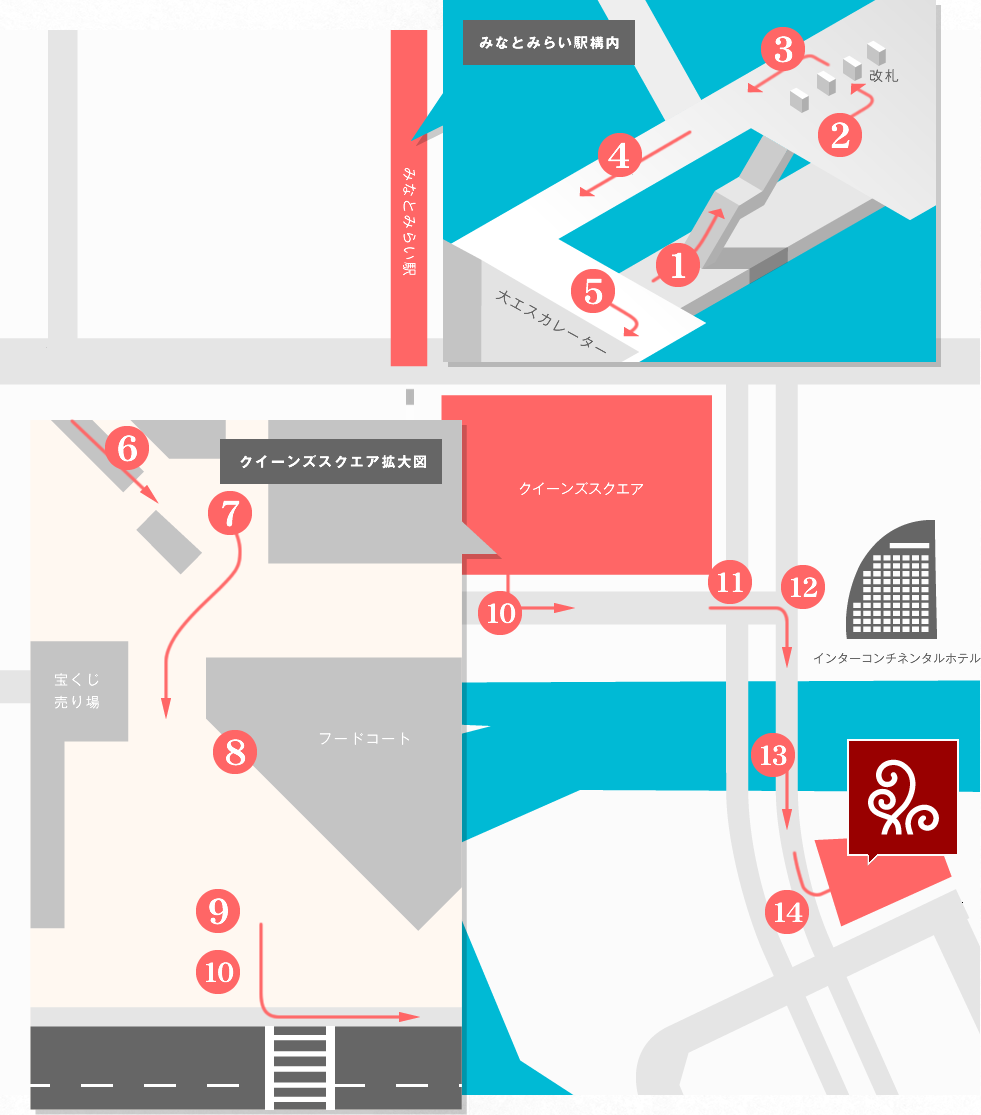 みなとみらい駅構内
3
改札
2
4
みなとみらい駅
1
5
大エスカレーター
クイーンズスクエア拡大図
6
7
クイーンズスクエア
11
12
10
インターコンチネンタルホテル
宝くじ
売り場
フードコート
8
13
9
14
10